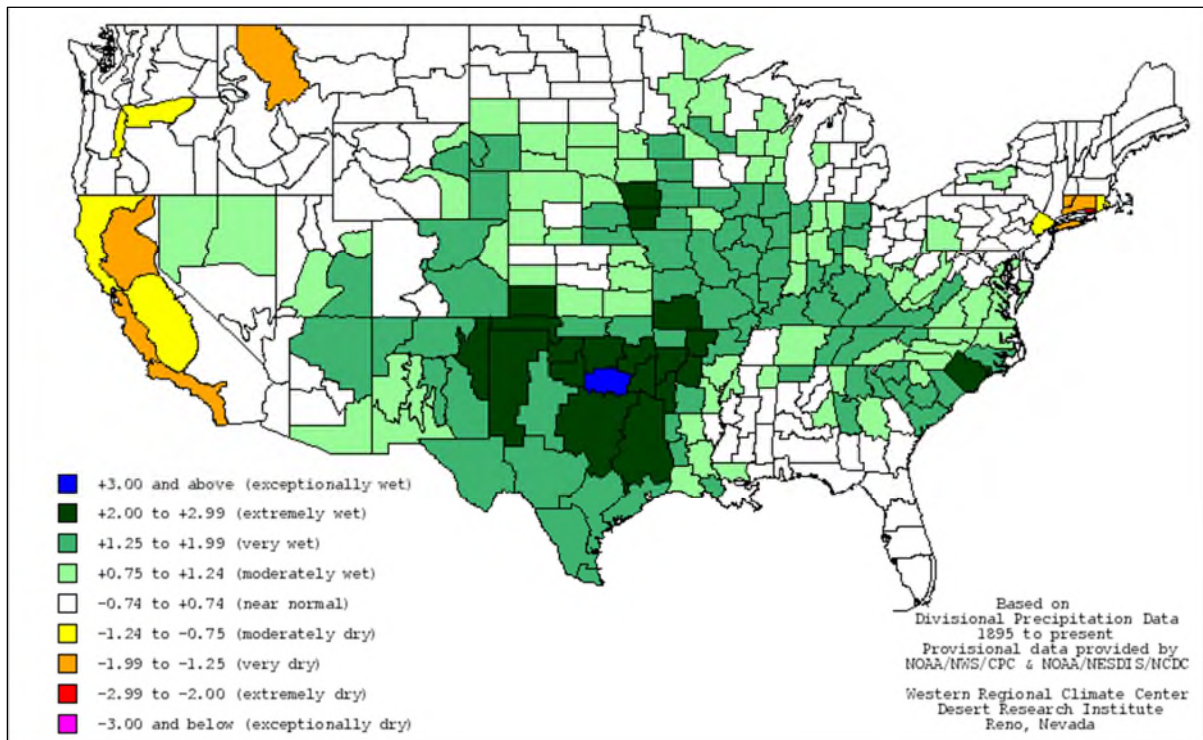 +3.00 and above (exceptionally wet)
+2.00 to +2.99 (extremely wet)
+1.25 to +1.99 (very wet)
+0.75 to +1.24 (moderately wet)
-0.74 to +0.74 (near normal)
-1.24 to -0.75 (moderately dry)
-1.99 to -1.25 (very dry)
-2.99 to -2.00 (extremely dry)
-3.00 and below (exceptionally dry)
Based on
Divisional Precipitation Data
1895 to present
Provisional data provided by
NOAA/NWS/CPC & NOAA/NESDIS/NCDC
Western Regional Climate Center
Desert Research Institute
Reno, Nevada